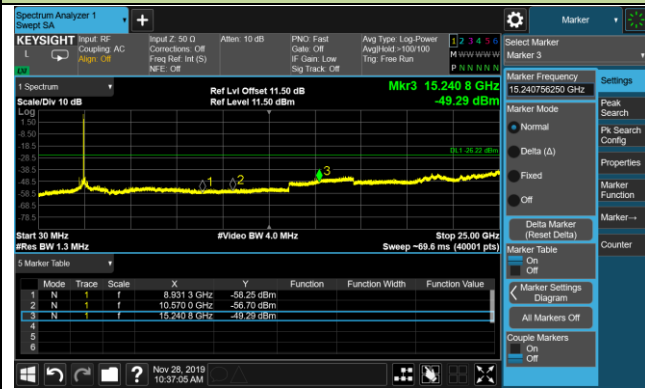 Spectrum Analyzer 1
Swept SA
+
Marker
KEYSIGHT
L
Input: RF
Coupling: AC
Align: Off
Input Z: 50 Ω
Corrections: Off
Freq Ref: Int (S)
NFE: Off
Atten: 10 dB
PNO: Fast
Gate: Off
IF Gain: Low
Sig Track: Off
Avg Type: Log-Power
Avg|Hold:>100/100
Trig: Free Run
1 2 3 4 5 6
M W W W W W
P N N N N N
Select Marker
Marker 3
1 Spectrum
Scale/Div 10 dB
Log
Ref Lvl Offset 11.50 dB
Ref Level 11.50 dBm
Mkr3 15.240 8 GHz
-49.29 dBm
1.50
-8.50
-18.5
-28.5
-38.5
-48.5
-58.5
-68.5
-78.5
DL1 -26.22 dBm
1
2
3
Start 30 MHz
#Res BW 1.3 MHz
#Video BW 4.0 MHz
Stop 25.00 GHz
Sweep ~69.6 ms (40001 pts)
5 Marker Table
Mode Trace Scale X Y Function Function Width Function Value
1 N 1 f 8.931 3 GHz -58.25 dBm
2 N 1 f 10.570 0 GHz -56.70 dBm
3 N 1 f 15.240 8 GHz -49.29 dBm
4
5
6
?
Nov 28, 2019
10:37:05 AM
Marker Frequency
15.240756250 GHz
Marker Mode
Normal
Delta (Δ)
Fixed
Off
Delta Marker
(Reset Delta)
Marker Table
On
Off
Marker Settings
Diagram
All Markers Off
Couple Markers
On
Off
Settings
Peak
Search
Pk Search
Config
Properties
Marker
Function
Marker→
Counter